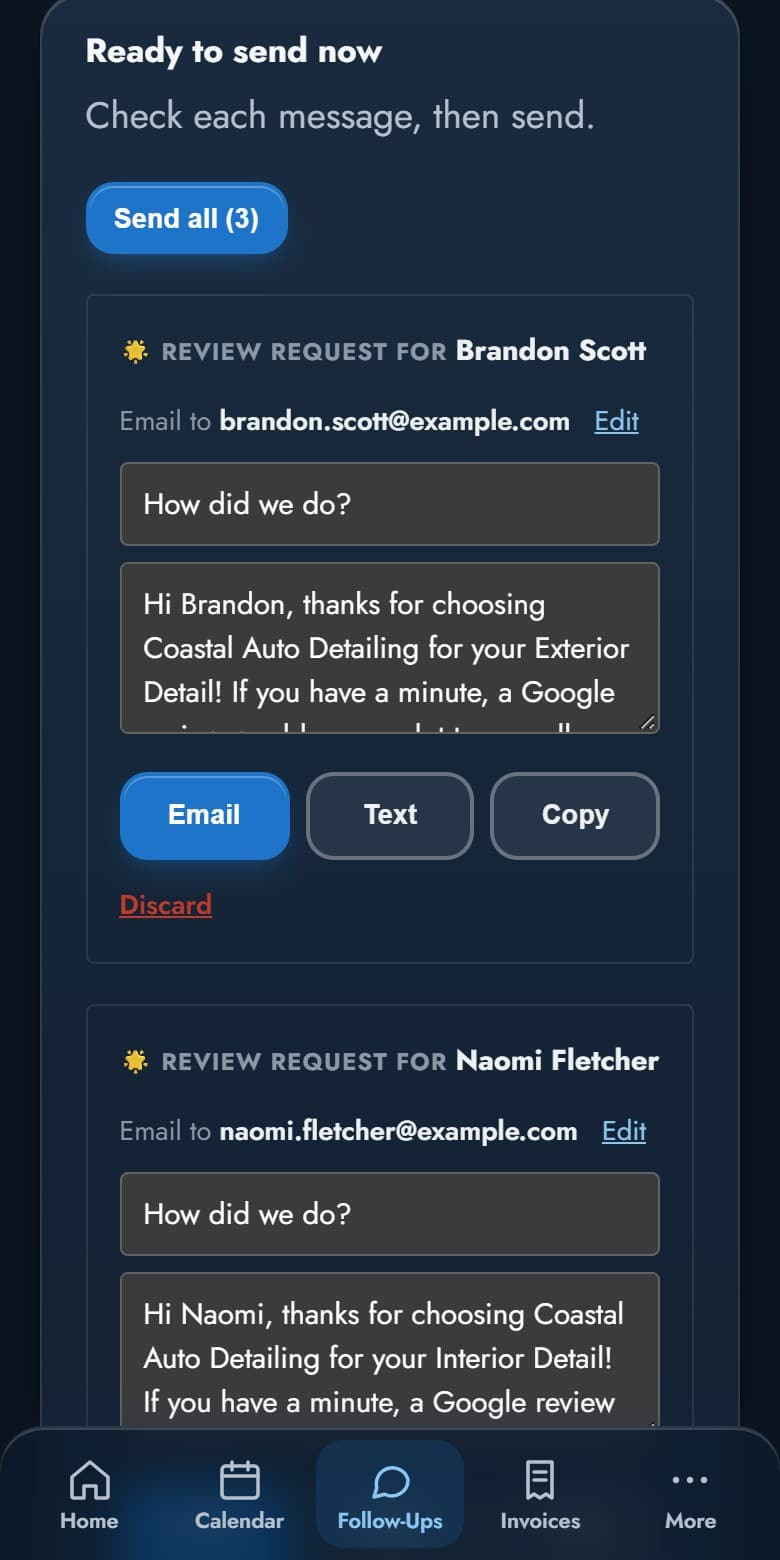 Ready to send now
Check each message, then send.
Send all (3)
REVIEW REQUEST FOR Brandon Scott
Email to brandon.scott@example.com Edit
How did we do?
Hi Brandon, thanks for choosing
Coastal Auto Detailing for your Exterior
Detail! If you have a minute, a Google
Email Text Copy
Discard
REVIEW REQUEST FOR Naomi Fletcher
Email to naomi.fletcher@example.com Edit
How did we do?
Hi Naomi, thanks for choosing Coastal
Auto Detailing for your Interior Detail!
If you have a minute, a Google review
Home Calendar Follow-Ups Invoices More